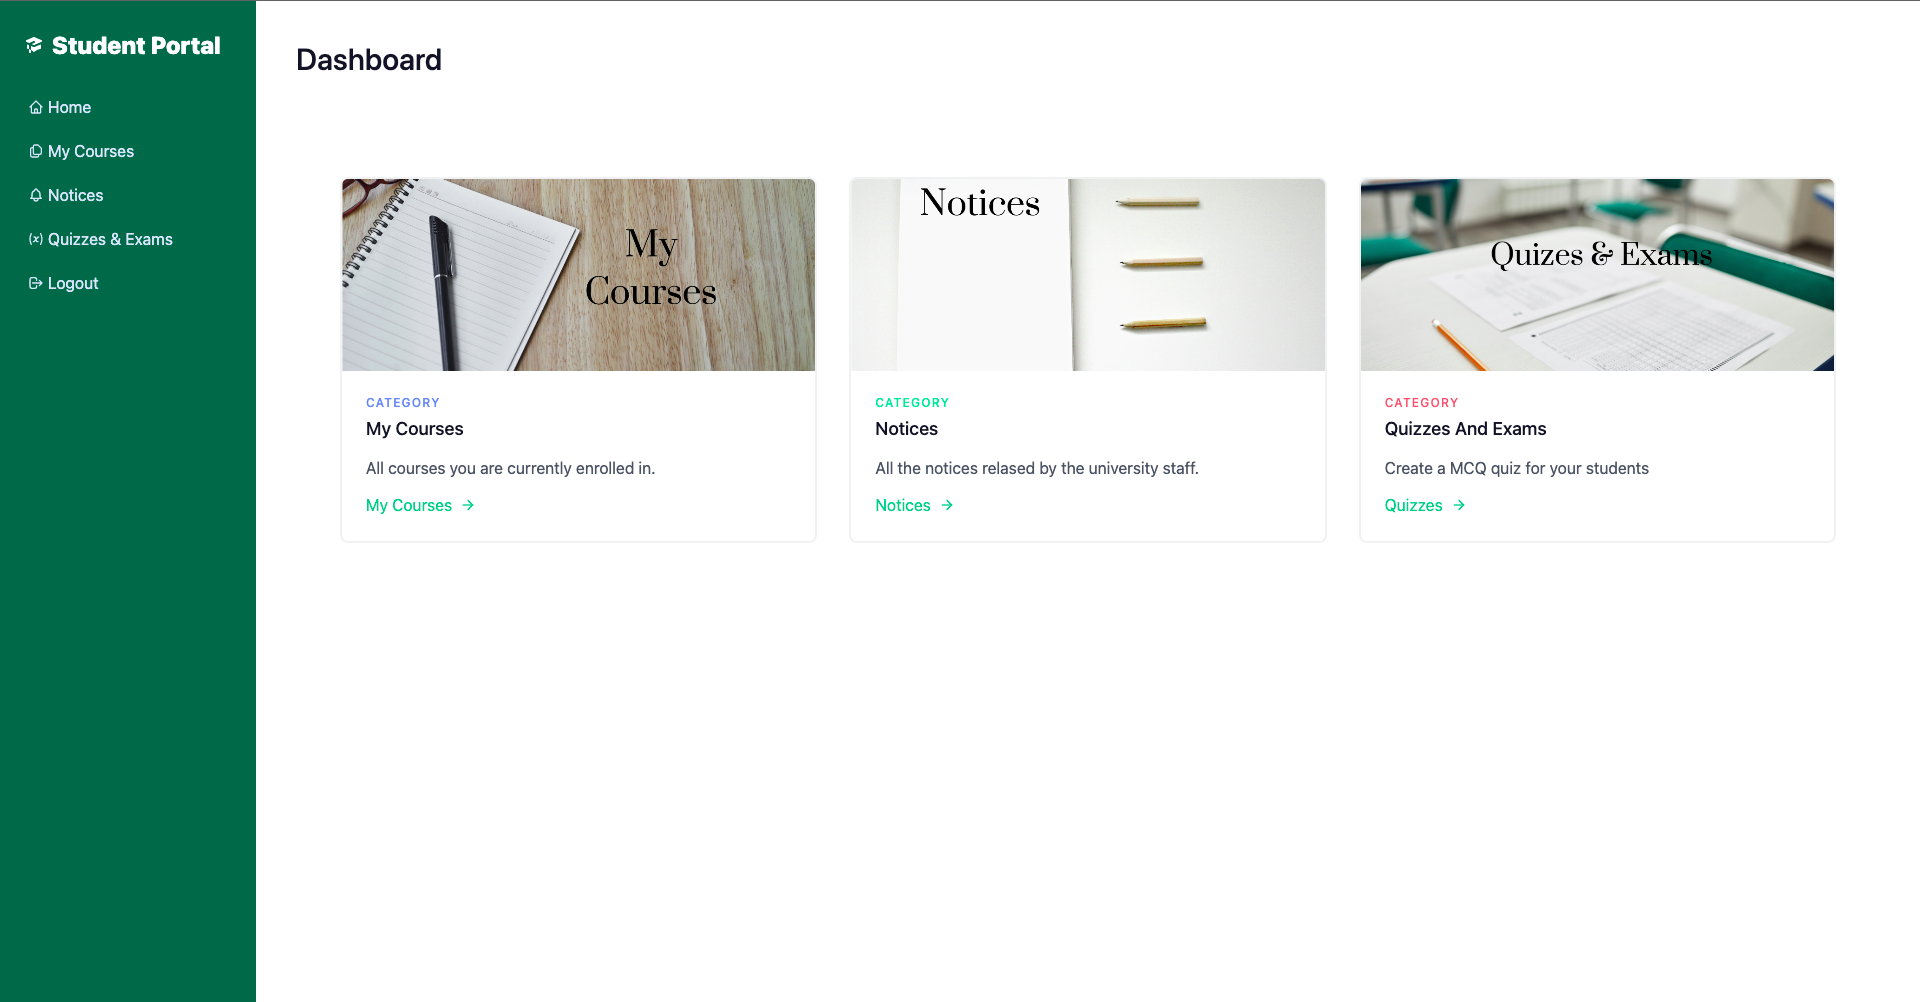 Student Portal
Home
My Courses
Notices
(x) Quizzes & Exams
Logout
Dashboard
My
Courses
CATEGORY
My Courses
All courses you are currently enrolled in.
My Courses →
Notices
CATEGORY
Notices
All the notices relased by the university staff.
Notices →
Quizes & Exams
CATEGORY
Quizzes And Exams
Create a MCQ quiz for your students
Quizzes →